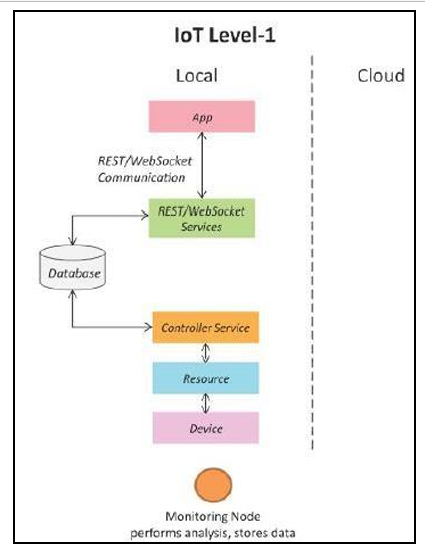 IoT Level-1
Local
Cloud
App
REST/WebSocket
Communication
REST/WebSocket
Services
Database
Controller Service
Resource
Device
Monitoring Node
performs analysis, stores data